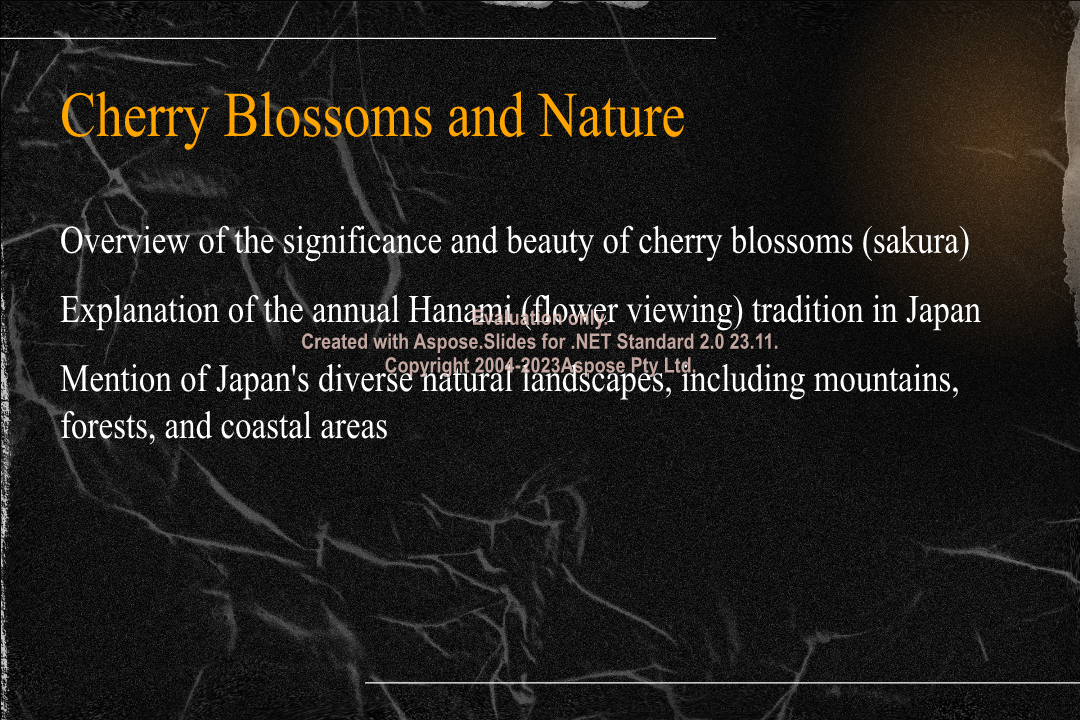 Cherry Blossoms and Nature
Overview of the significance and beauty of cherry blossoms (sakura)
Explanation of the annual Hanami (flower viewing) tradition in Japan
Evaluation only.
Created with Aspose.Slides for .NET Standard 2.0 23.11.
Copyright 2004-2023Aspose Pty Ltd.
Mention of Japan's diverse natural landscapes, including mountains,
forests, and coastal areas